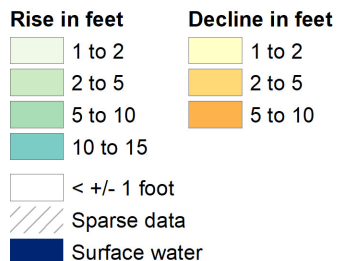 Rise in feet
1 to 2
2 to 5
5 to 10
10 to 15
< +/- 1 foot
Sparse data
Surface water
Decline in feet
1 to 2
2 to 5
5 to 10